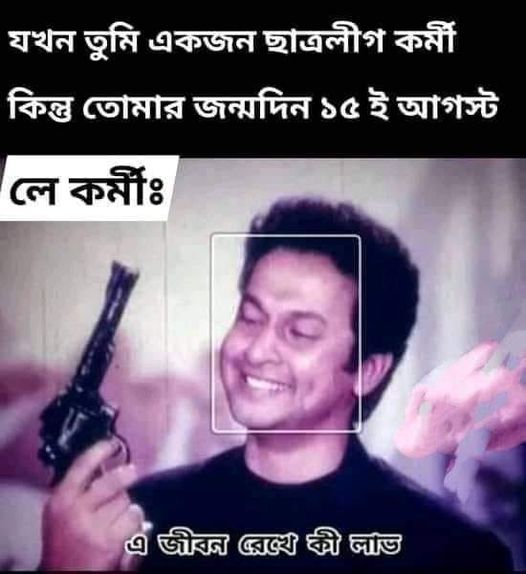 যখন তুমি একজন ছাত্রলীগ কর্মী
কিন্তু তোমার জন্মদিন ১৫ ই আগস্ট
লে কর্মীঃ
এ জীবন রেখে কী লাভ